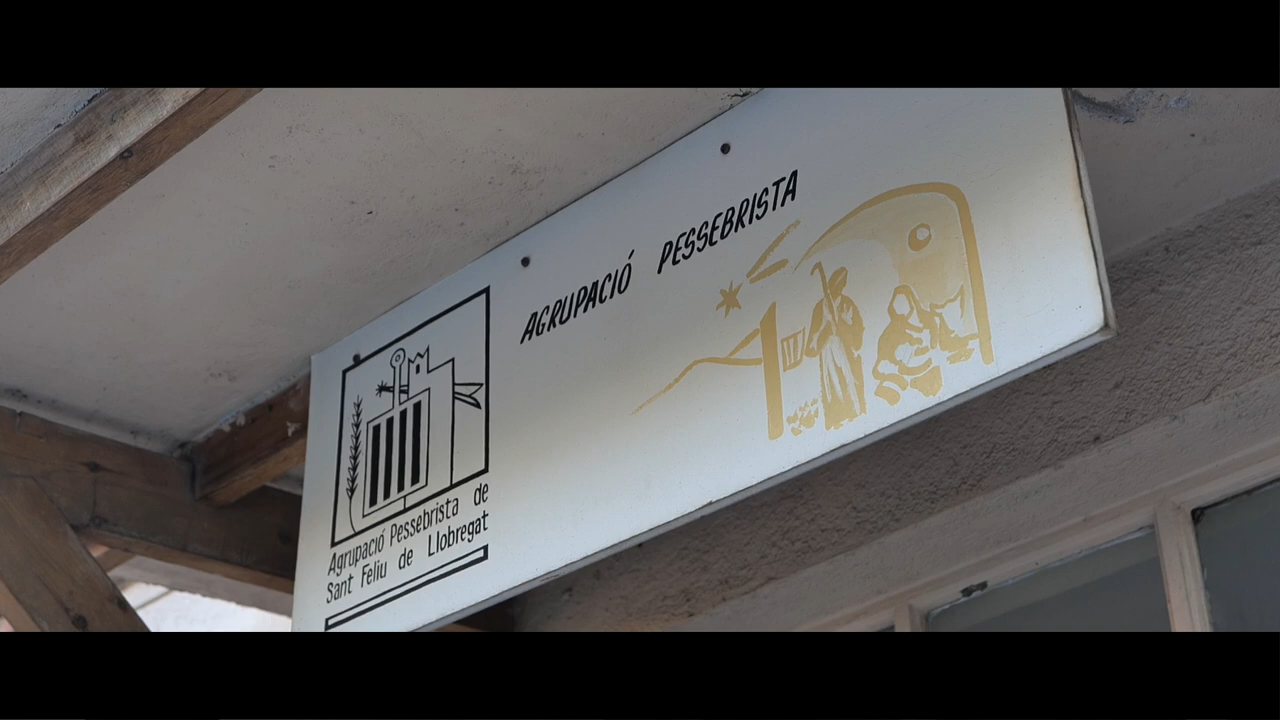 AGRUPACIÓ PESSEBRISTA
Agrupació Pessebrista de
Sant Feliu de Llobregat